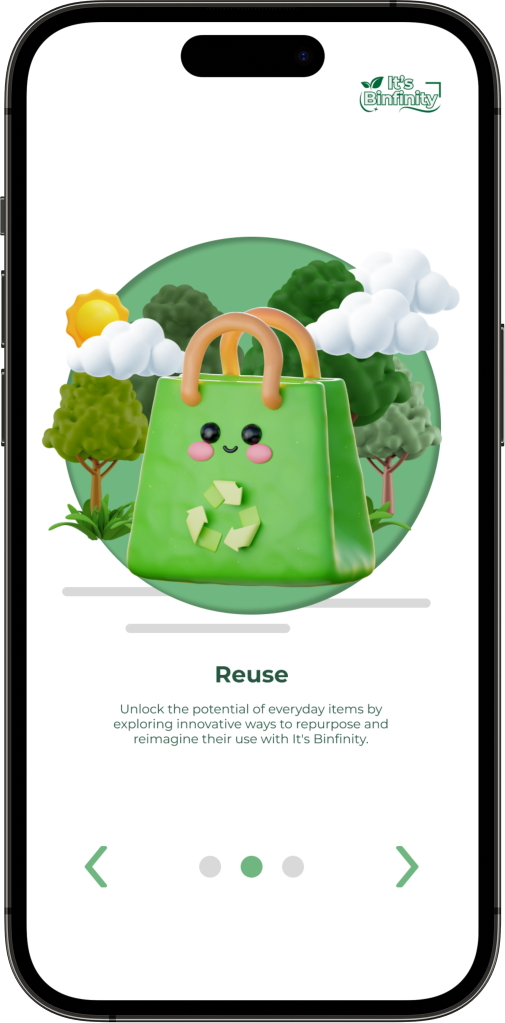 It's
Binfinity
Reuse
Unlock the potential of everyday items by
exploring innovative ways to repurpose and
reimagine their use with It's Binfinity.